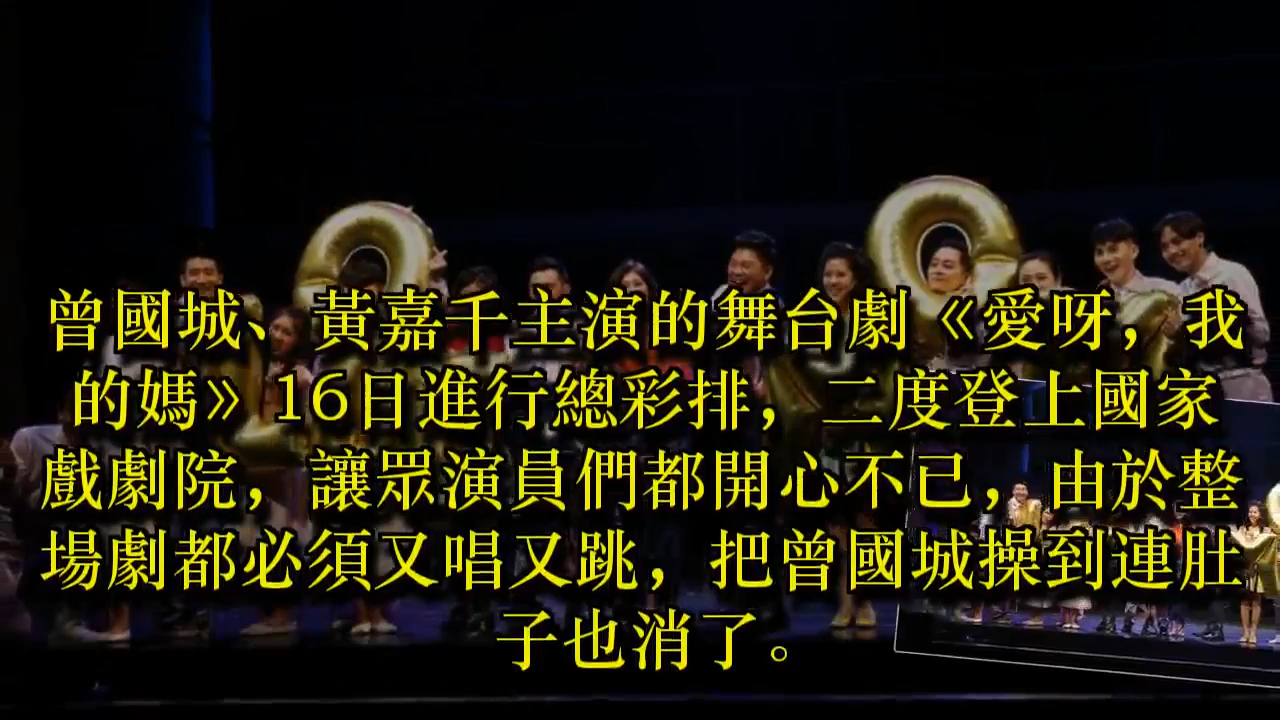 曾國城、黃嘉千主演的舞台劇《愛呀，我
的媽》16日進行總彩排，二度登上國家
戲劇院，讓眾演員們都開心不已，由於整
場劇都必須又唱又跳，把曾國城操到連肚
子也消了。